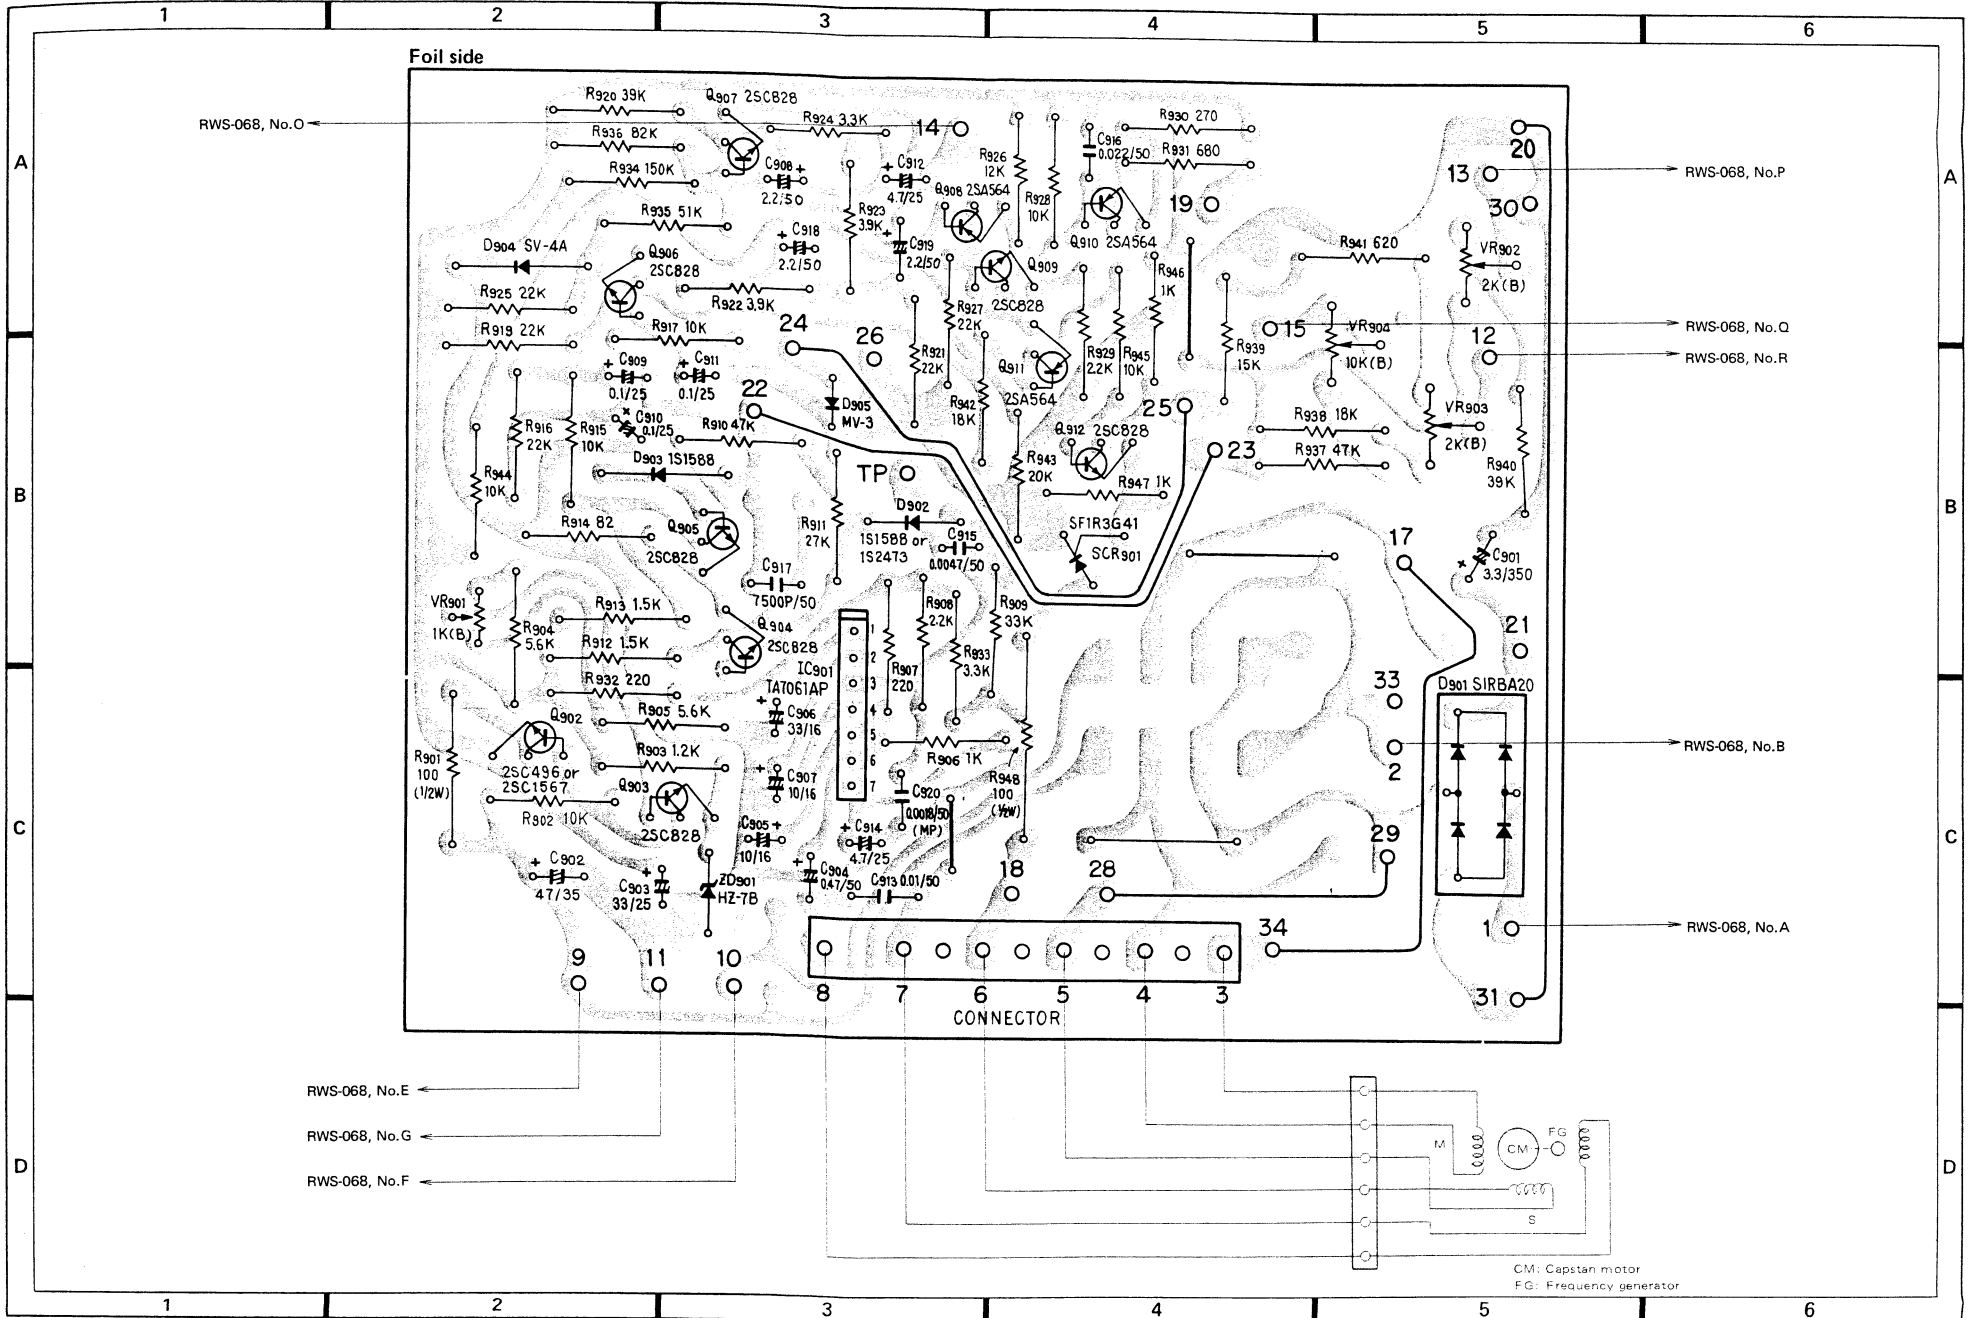 1 2 3 4 5 6
Foil side
A
A
B
B
C
C
D
D
RWS-068, No.O
R920 39K
Q907 2SC828
R936 82K
R934 150K
R935 51K
R924 3.3K
14
C908
+
2.2/50
C912
+
4.7/25
R926
12K
R928
10K
C916
0.022/50
R930 270
R931 680
20
13
RWS-068, No.P
30
19
Q908 2SA564
R923
3.9K
C918
+
2.2/50
C919
+
2.2/50
Q910 2SA564
Q909
2SC828
D904 SV-4A
Q906
2SC828
R925 22K
R919 22K
R922 3.9K
R917 10K
R946
1K
R941 620
VR902
2K(B)
R927
22K
24
26
R921
22K
Q911
2SA564
R929
2.2K
R945
10K
R939
15K
15
VR904
10K(B)
RWS-068, No.Q
12
RWS-068, No.R
C909
+
0.1/25
C911
+
0.1/25
22
C910
+
0.1/25
D905
MV-3
R942
18K
25
R916
22K
R915
10K
R910 47K
Q912 2SC828
23
R938 18K
R937 47K
VR903
2K(B)
R940
39K
D903 1S1588
R944
10K
TP
R943
20K
R947 1K
R914 82
Q905
2SC828
R911
27K
D902
1S1588 or
1S2473
C915
0.0047/50
SF1R3G41
SCR901
17
C901
+
3.3/350
C917
7500P/50
VR901
1K(B)
R904
5.6K
R913 1.5K
R912 1.5K
Q904
2SC828
R908
2.2K
R909
33K
R933
3.3K
R907
220
21
IC901
TA7061AP
1
2
3
4
5
6
7
R932 220
R905 5.6K
C906
+
33/16
33
D901 SIRBA20
Q902
2SC496 or
2SC1567
R901
100
(1/2W)
R903 1.2K
Q903
2SC828
R902 10K
C907
+
10/16
R906 1K
R948
100
(½W)
C920
0.0018/50
(MP)
2
RWS-068, No.B
C905
+
10/16
C914
+
4.7/25
29
C902
+
47/35
C903
+
33/25
ZD901
HZ-7B
C904
+
0.47/50
C913 0.01/50
18
28
34
1
RWS-068, No.A
9 11 10
8 7 6 5 4 3
31
CONNECTOR
RWS-068, No.E
RWS-068, No.G
RWS-068, No.F
M
CM
FG
S
CM: Capstan motor
FG: Frequency generator
1 2 3 4 5 6